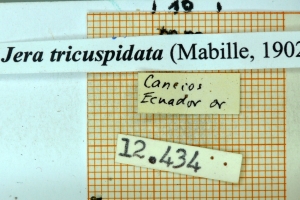 Jera tricuspidata (Mabille, 1902
Canelos
Ecuador or
12.434